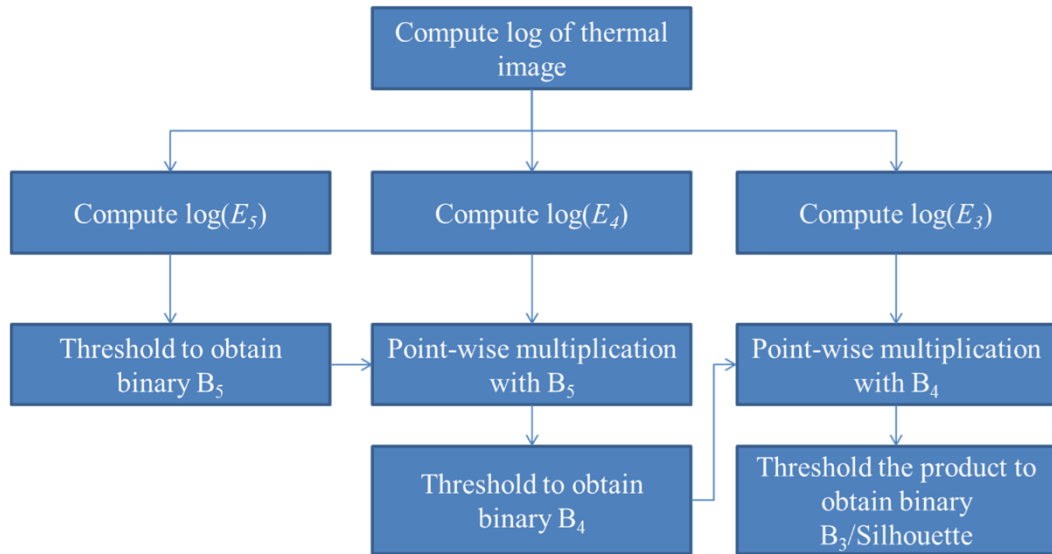 Compute log of thermal
image
Compute log(E₅)
Compute log(E₄)
Compute log(E₃)
Threshold to obtain
binary B₅
Point-wise multiplication
with B₅
Point-wise multiplication
with B₄
Threshold to obtain
binary B₄
Threshold the product to
obtain binary
B₃/Silhouette